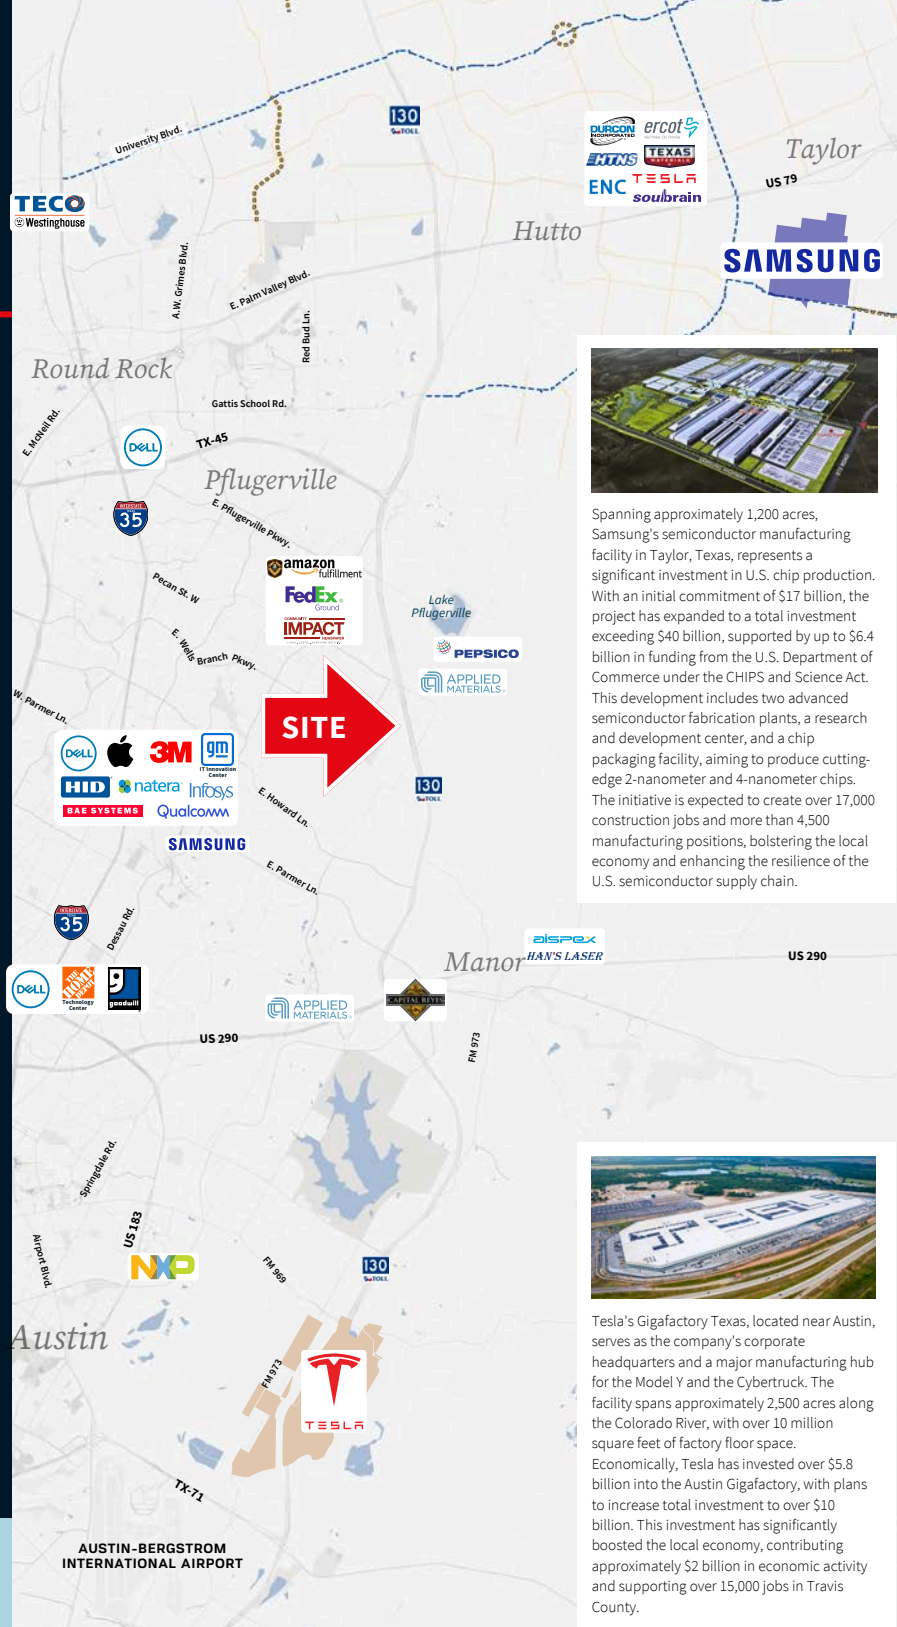 130
TOLL
University Blvd.
DURCON
INCORPORATED
ercot
HTNS
TEXAS
MATERIALS
ENC
TESLA
soulbrain
Taylor
US 79
TECO
Westinghouse
Hutto
SAMSUNG
A.W. Grimes Blvd.
E. Palm Valley Blvd.
Red Bud Ln.
Round Rock
Gattis School Rd.
E. McNeil Rd.
DELL
TX-45
Pflugerville
INTERSTATE
35
E. Pflugerville Pkwy.
Spanning approximately 1,200 acres,
Samsung's semiconductor manufacturing
facility in Taylor, Texas, represents a
significant investment in U.S. chip production.
With an initial commitment of $17 billion, the
project has expanded to a total investment
exceeding $40 billion, supported by up to $6.4
billion in funding from the U.S. Department of
Commerce under the CHIPS and Science Act.
This development includes two advanced
semiconductor fabrication plants, a research
and development center, and a chip
packaging facility, aiming to produce cutting-
edge 2-nanometer and 4-nanometer chips.
The initiative is expected to create over 17,000
construction jobs and more than 4,500
manufacturing positions, bolstering the local
economy and enhancing the resilience of the
U.S. semiconductor supply chain.
amazon
fulfillment
FedEx
Ground
COMMUNITY
IMPACT
NEWSPAPER
Pecan St. W
Lake
Pflugerville
E. Wells Branch Pkwy.
PEPSICO
APPLIED
MATERIALS
W. Parmer Ln.
SITE
DELL
3M
gm
IT Innovation
Center
HID
natera
Infosys
BAE SYSTEMS
Qualcomm
130
TOLL
E. Howard Ln.
SAMSUNG
E. Parmer Ln.
INTERSTATE
35
Dessau Rd.
Manor
aispex
HAN'S LASER
US 290
DELL
THE HOME DEPOT
Technology
Center
goodwill
APPLIED
MATERIALS
CAPITAL REYES
US 290
FM 973
Springdale Rd.
US 183
Airport Blvd.
NXP
FM 969
130
TOLL
Austin
FM 973
TESLA
TX-71
AUSTIN-BERGSTROM
INTERNATIONAL AIRPORT
Tesla's Gigafactory Texas, located near Austin,
serves as the company's corporate
headquarters and a major manufacturing hub
for the Model Y and the Cybertruck. The
facility spans approximately 2,500 acres along
the Colorado River, with over 10 million
square feet of factory floor space.
Economically, Tesla has invested over $5.8
billion into the Austin Gigafactory, with plans
to increase total investment to over $10
billion. This investment has significantly
boosted the local economy, contributing
approximately $2 billion in economic activity
and supporting over 15,000 jobs in Travis
County.